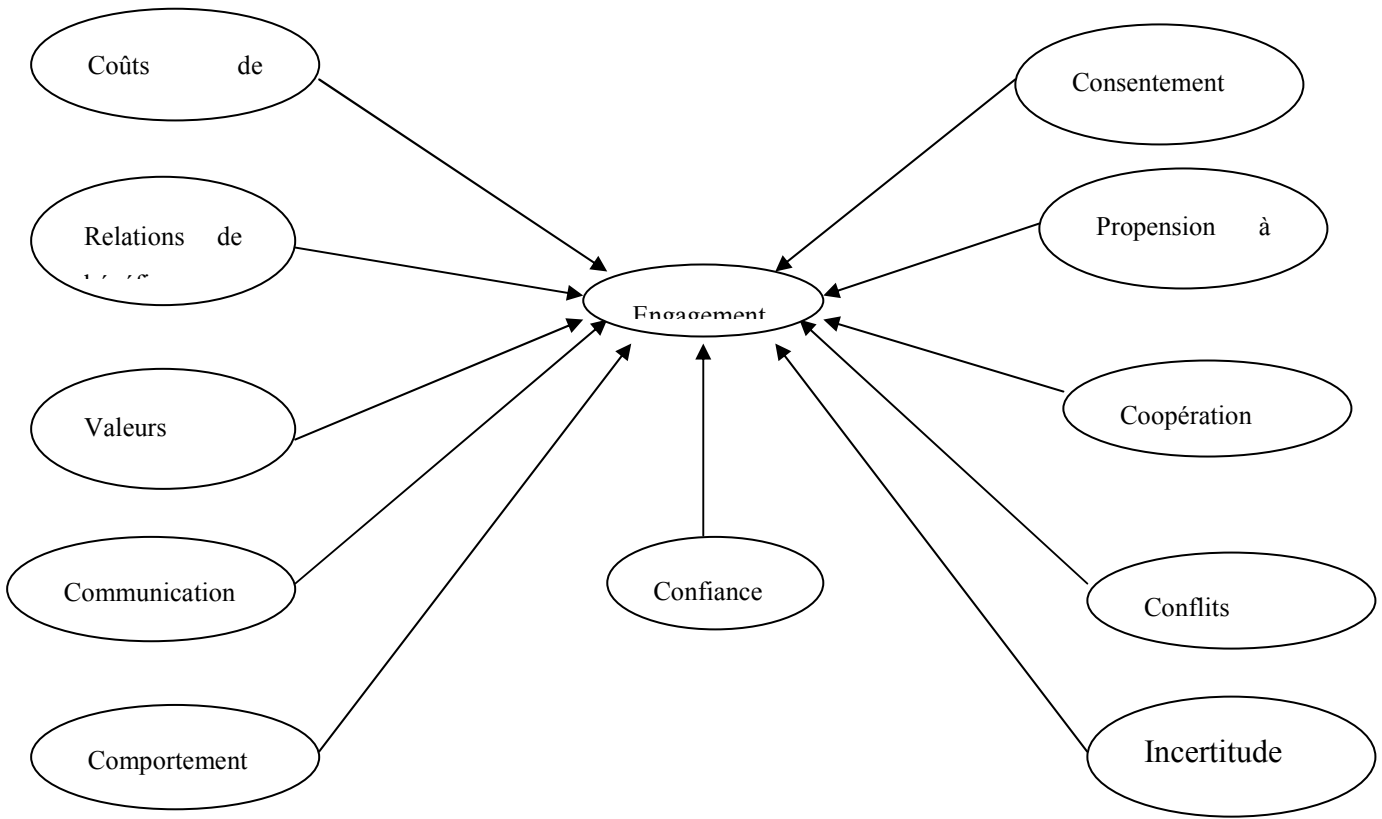 Coûts de
Relations de
Valeurs
Communication
Comportement
Engagement
Confiance
Consentement
Propension à
Coopération
Conflits
Incertitude